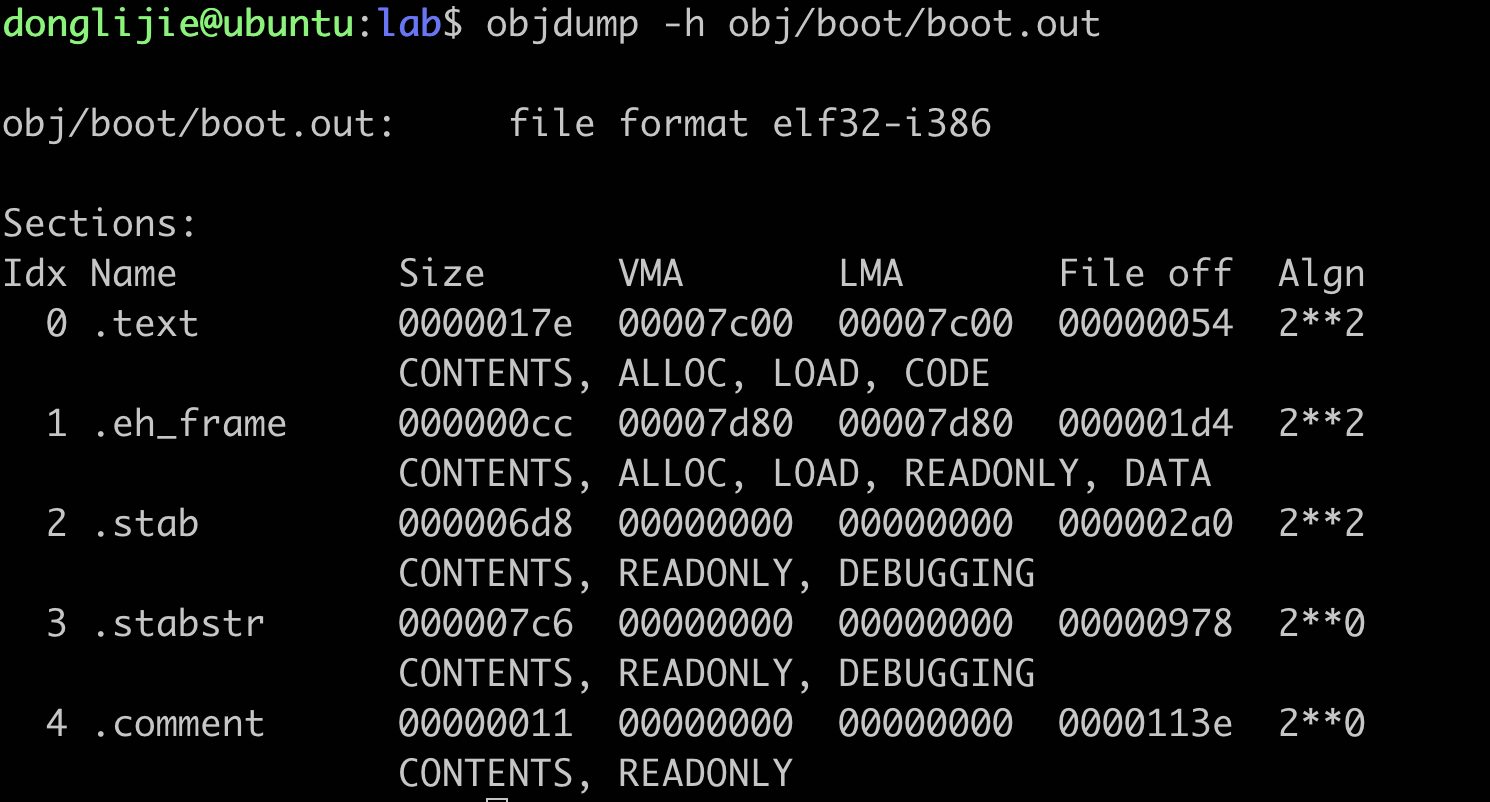 donglijie@ubuntu:lab$ objdump -h obj/boot/boot.out
obj/boot/boot.out:     file format elf32-i386
Sections:
Idx Name          Size      VMA       LMA       File off  Algn
  0 .text         0000017e  00007c00  00007c00  00000054  2**2
                  CONTENTS, ALLOC, LOAD, CODE
  1 .eh_frame     000000cc  00007d80  00007d80  000001d4  2**2
                  CONTENTS, ALLOC, LOAD, READONLY, DATA
  2 .stab         000006d8  00000000  00000000  000002a0  2**2
                  CONTENTS, READONLY, DEBUGGING
  3 .stabstr      000007c6  00000000  00000000  00000978  2**0
                  CONTENTS, READONLY, DEBUGGING
  4 .comment      00000011  00000000  00000000  0000113e  2**0
                  CONTENTS, READONLY